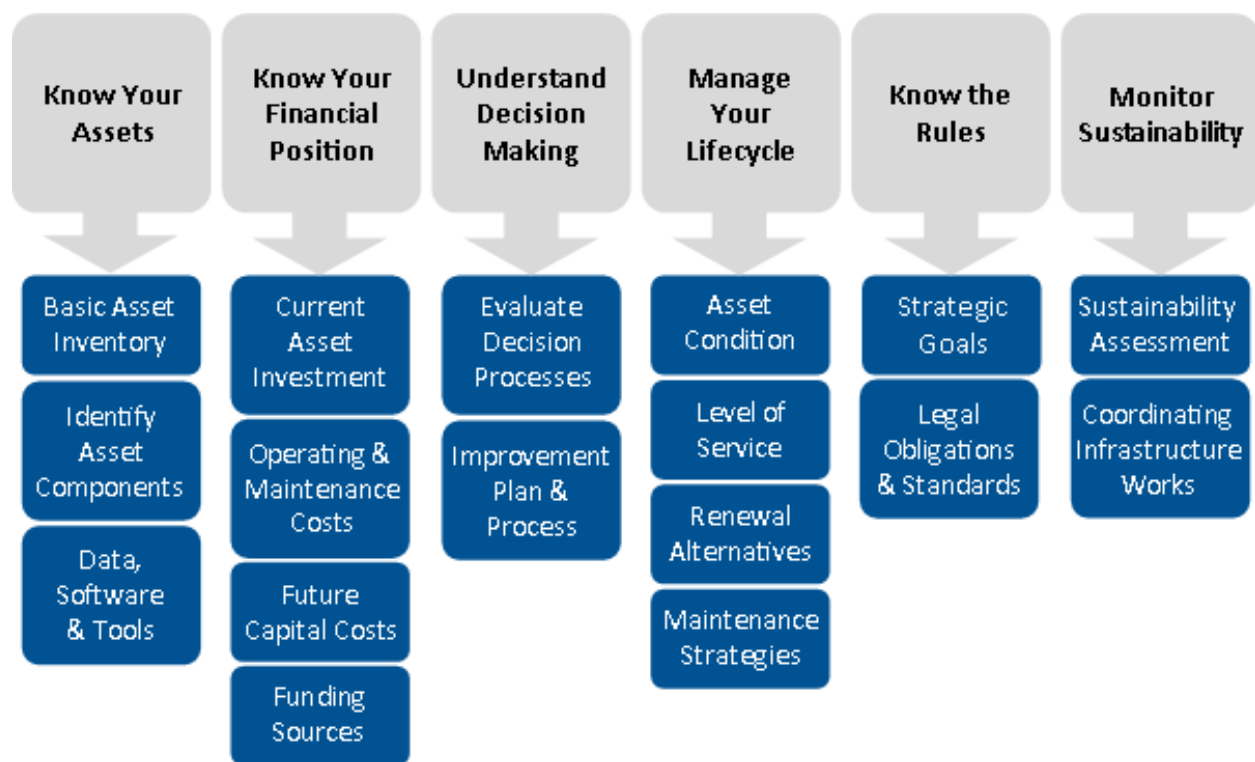 Know Your
Assets
Know Your
Financial
Position
Understand
Decision
Making
Manage
Your
Lifecycle
Know the
Rules
Monitor
Sustainability
Basic Asset
Inventory
Identify
Asset
Components
Data,
Software
& Tools
Current
Asset
Investment
Operating &
Maintenance
Costs
Future
Capital Costs
Funding
Sources
Evaluate
Decision
Processes
Improvement
Plan &
Process
Asset
Condition
Level of
Service
Renewal
Alternatives
Maintenance
Strategies
Strategic
Goals
Legal
Obligations
& Standards
Sustainability
Assessment
Coordinating
Infrastructure
Works